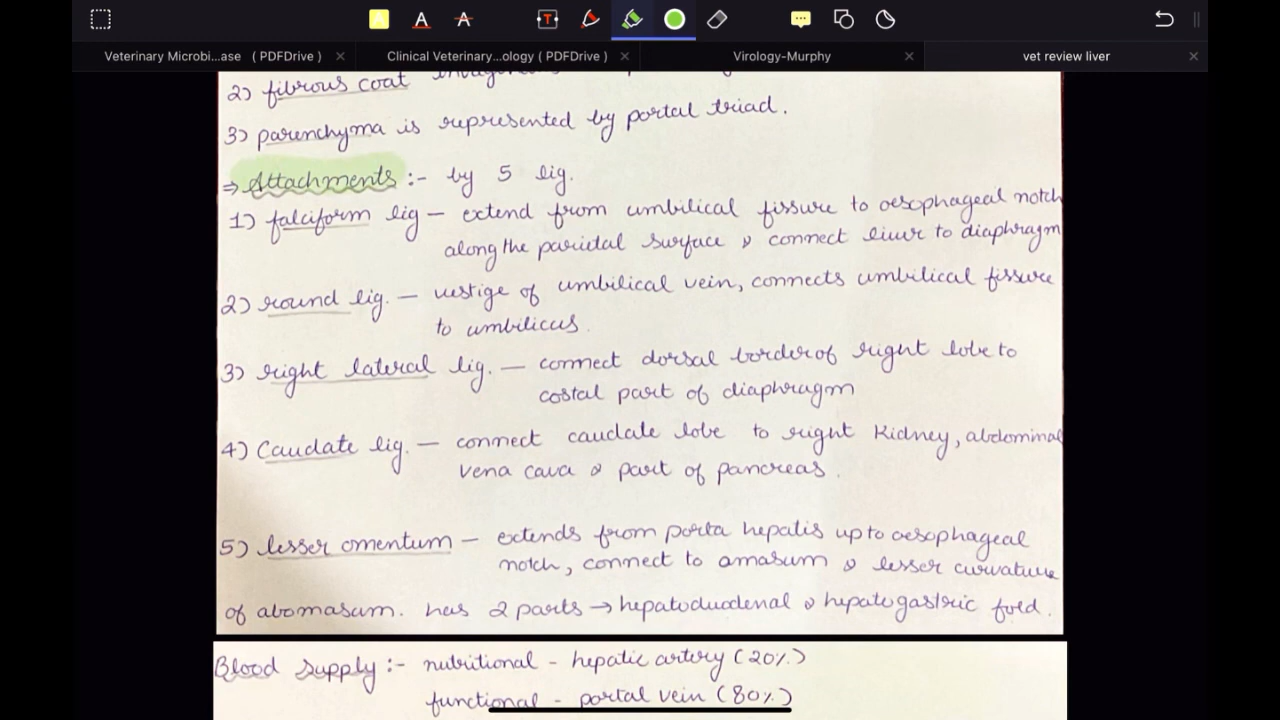 Veterinary Microbi...ase ( PDFDrive )
Clinical Veterinary...ology ( PDFDrive )
Virology-Murphy
vet review liver
2) fibrous coat
3) parenchyma is represented by portal triad.
⇒ Attachments :- by 5 lig.
1) falciform lig — extend from umbilical fissure to oesophageal notch
along the parietal surface & connect liver to diaphragm
2) round lig. — vestige of umbilical vein, connects umbilical fissure
to umbilicus.
3) right lateral lig. — connect dorsal border of right lobe to
costal part of diaphragm
4) Caudate lig. — connect caudate lobe to right Kidney, abdominal
vena cava & part of pancreas.
5) lesser omentum — extends from porta hepatis upto oesophageal
notch, connect to omasum & lesser curvature
of abomasum. has 2 parts → hepatoduodenal & hepatogastric fold.
Blood supply :- nutritional - hepatic artery (20%)
functional - portal vein (80%)